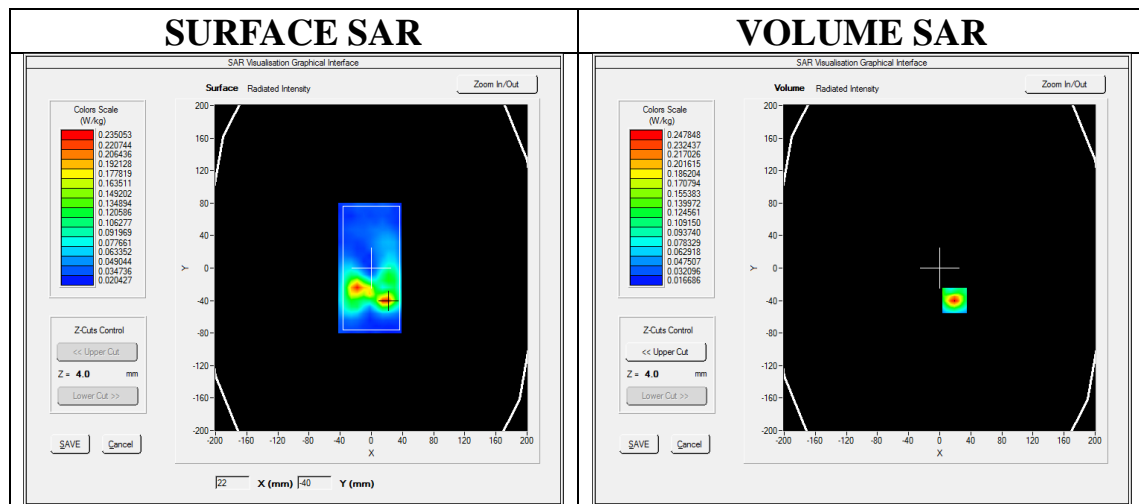 SURFACE SAR
SAR Visualisation Graphical Interface
Surface Radiated Intensity
Zoom In/Out
Colors Scale
(W/kg)
0.235053
0.220744
0.206436
0.192128
0.177819
0.163511
0.149202
0.134894
0.120586
0.106277
0.091969
0.077661
0.063352
0.049044
0.034736
0.020427
Z-Cuts Control
<< Upper Cut
Z = 4.0 mm
Lower Cut >>
SAVE Cancel
200
160
120
80
40
0
-40
-80
-120
-160
-200
Y
-200 -160 -120 -80 -40 0 40 80 120 160 200
X
22 X (mm) -40 Y (mm)
VOLUME SAR
SAR Visualisation Graphical Interface
Volume Radiated Intensity
Zoom In/Out
Colors Scale
(W/kg)
0.247848
0.232437
0.217026
0.201615
0.186204
0.170794
0.155383
0.139972
0.124561
0.109150
0.093740
0.078329
0.062918
0.047507
0.032096
0.016686
Z-Cuts Control
<< Upper Cut
Z = 4.0 mm
Lower Cut >>
SAVE Cancel
200
160
120
80
40
0
-40
-80
-120
-160
-200
Y
-200 -160 -120 -80 -40 0 40 80 120 160 200
X